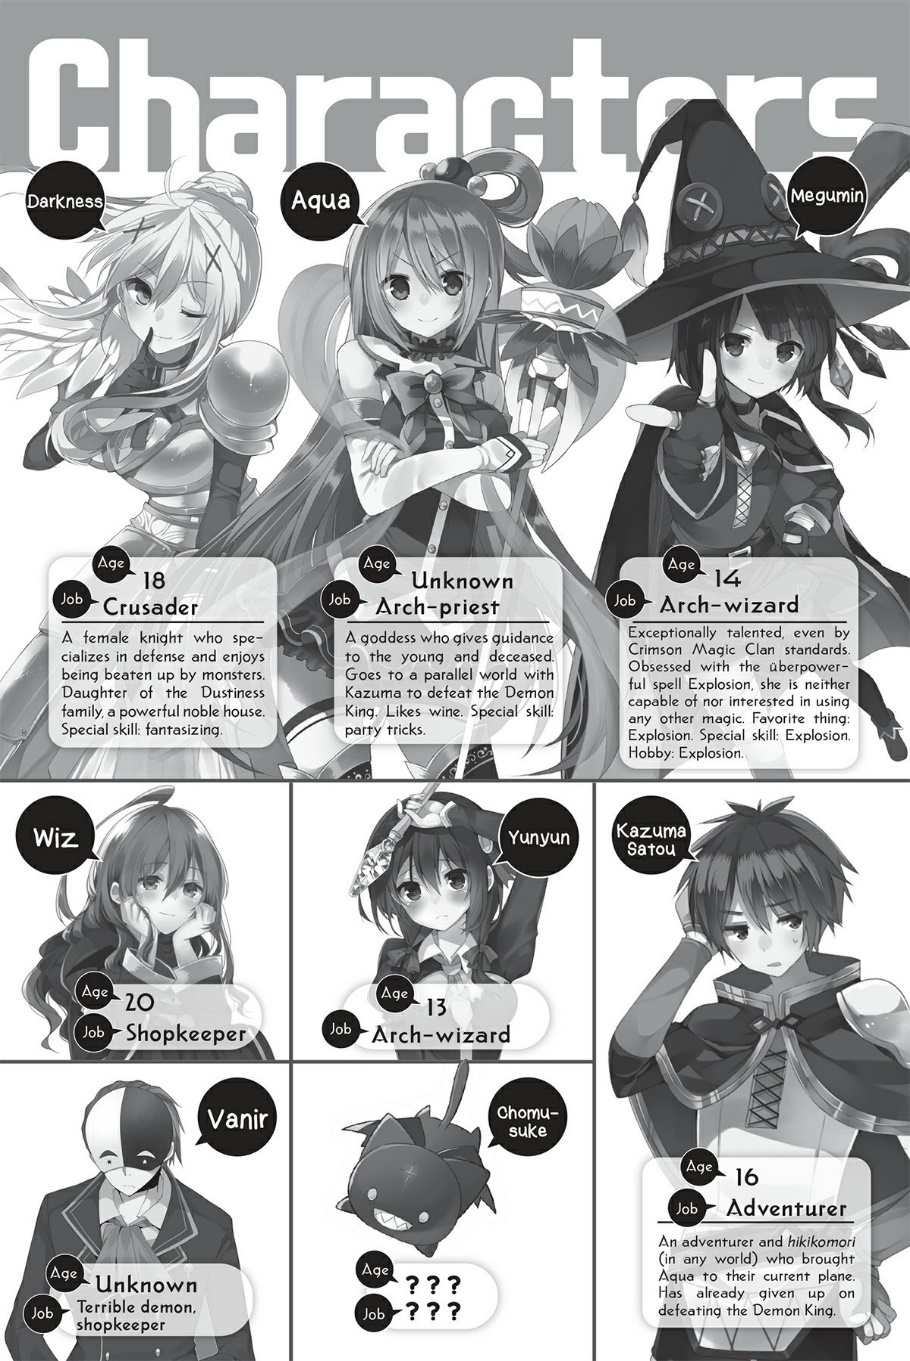 Characters
Darkness
Age
18
Job
Crusader
A female knight who spe-
cializes in defense and enjoys
being beaten up by monsters.
Daughter of the Dustiness
family, a powerful noble house.
Special skill: fantasizing.
Aqua
Age
Unknown
Job
Arch-priest
A goddess who gives guidance
to the young and deceased.
Goes to a parallel world with
Kazuma to defeat the Demon
King. Likes wine. Special skill:
party tricks.
Megumin
Age
14
Job
Arch-wizard
Exceptionally talented, even by
Crimson Magic Clan standards.
Obsessed with the überpower-
ful spell Explosion, she is neither
capable of nor interested in using
any other magic. Favorite thing:
Explosion. Special skill: Explosion.
Hobby: Explosion.
Wiz
Age
20
Job
Shopkeeper
Yunyun
Age
13
Job
Arch-wizard
Kazuma
Satou
Age
16
Job
Adventurer
An adventurer and hikikomori
(in any world) who brought
Aqua to their current plane.
Has already given up on
defeating the Demon King.
Vanir
Age
Unknown
Job
Terrible demon,
shopkeeper
Chomu-
suke
Age
? ? ?
Job
? ? ?